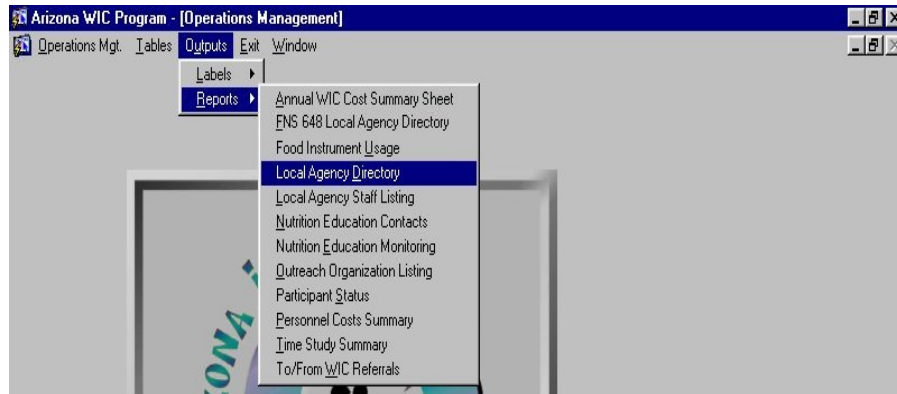 Arizona WIC Program - [Operations Management]
Operations Mgt. Tables Outputs Exit Window
Labels
Reports
Annual WIC Cost Summary Sheet
FNS 648 Local Agency Directory
Food Instrument Usage
Local Agency Directory
Local Agency Staff Listing
Nutrition Education Contacts
Nutrition Education Monitoring
Outreach Organization Listing
Participant Status
Personnel Costs Summary
Time Study Summary
To/From WIC Referrals